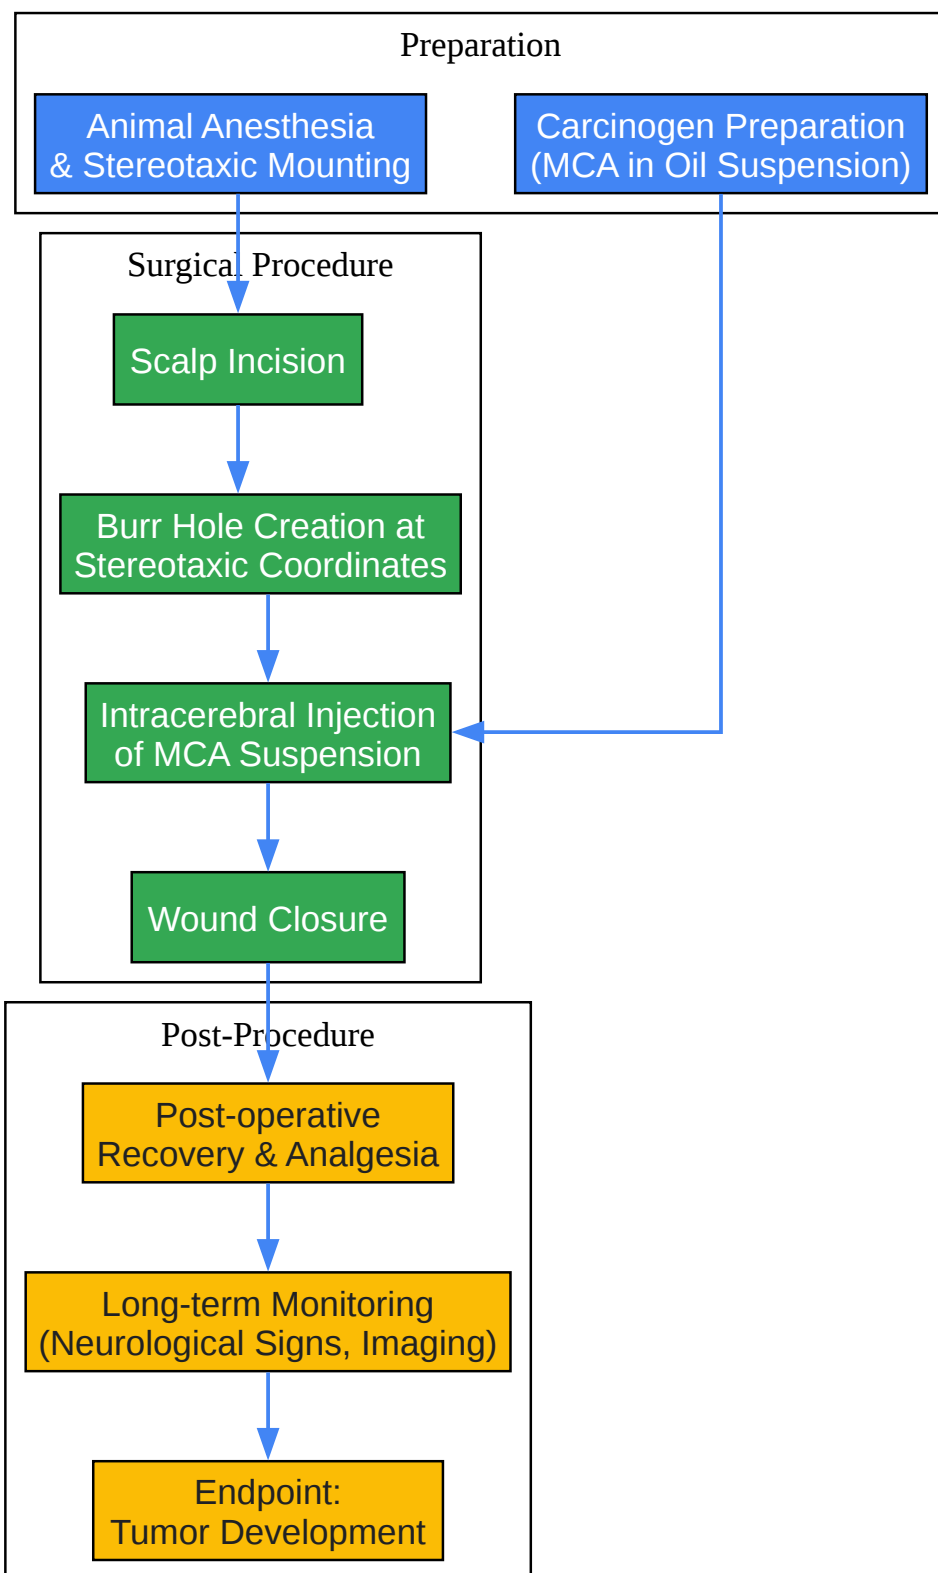 Preparation
Animal Anesthesia
& Stereotaxic Mounting
Carcinogen Preparation
(MCA in Oil Suspension)
Surgical Procedure
Scalp Incision
Burr Hole Creation at
Stereotaxic Coordinates
Intracerebral Injection
of MCA Suspension
Wound Closure
Post-Procedure
Post-operative
Recovery & Analgesia
Long-term Monitoring
(Neurological Signs, Imaging)
Endpoint:
Tumor Development